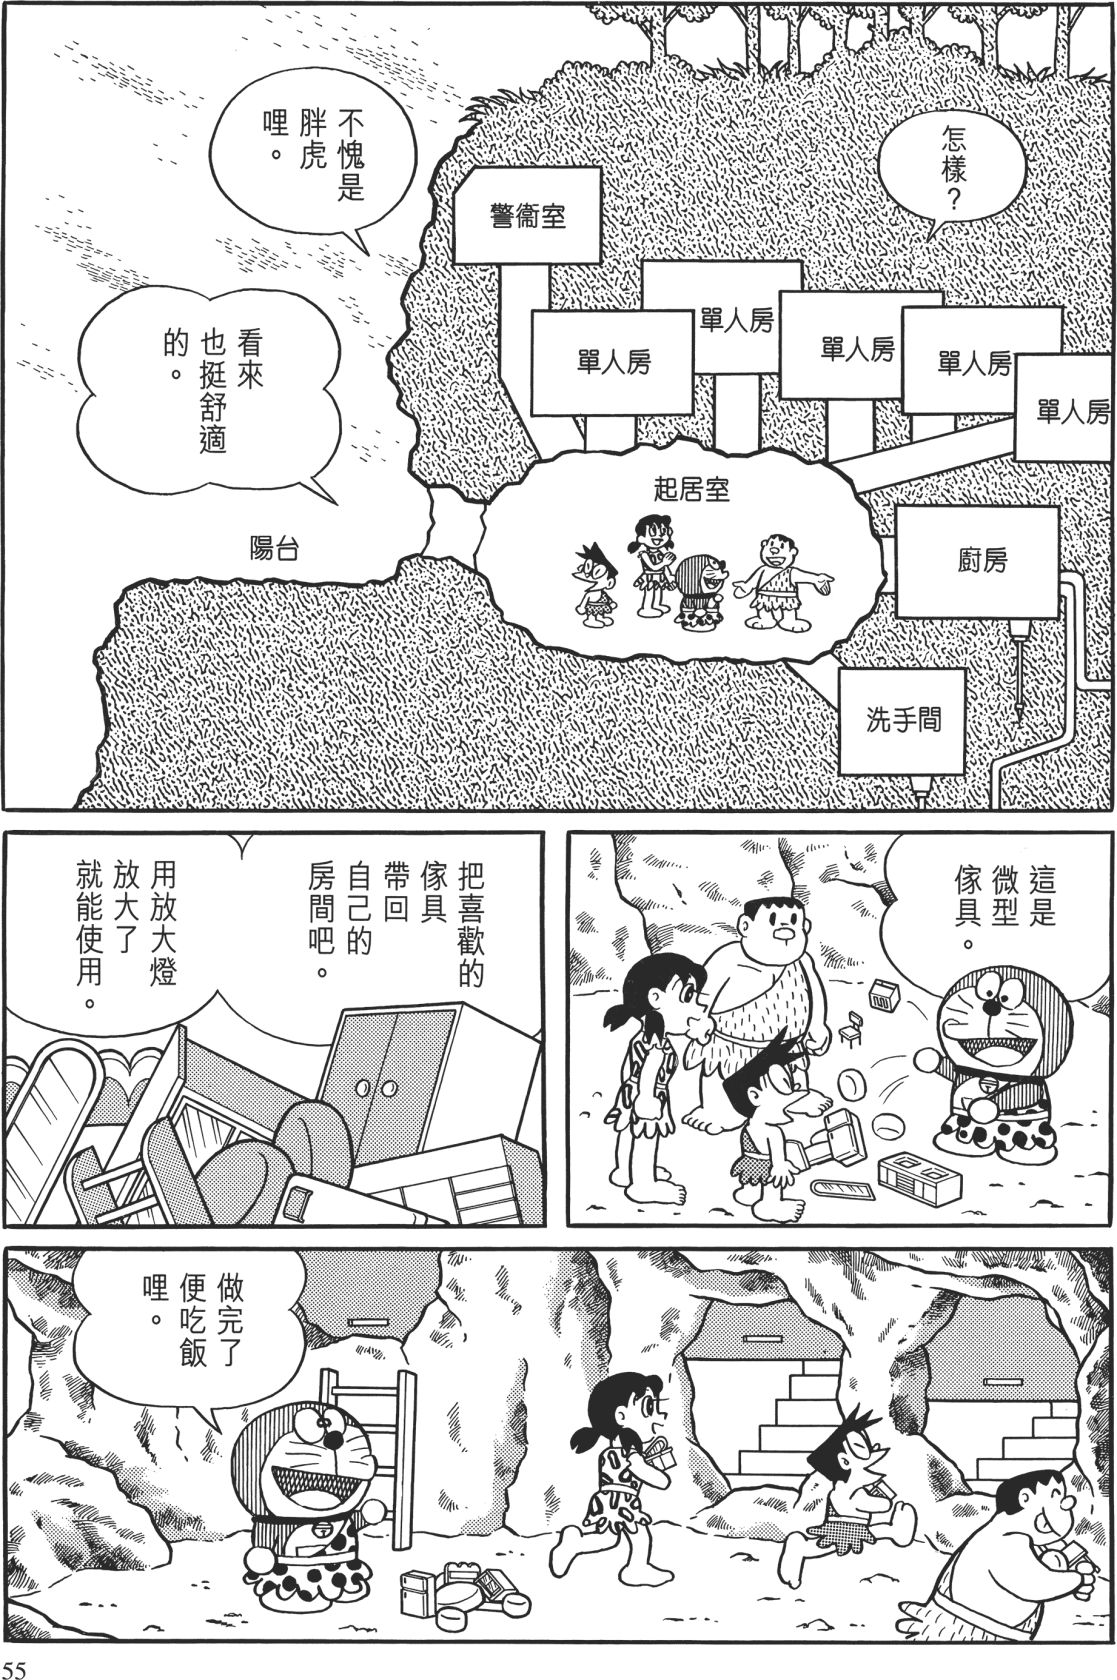 怎樣？
不愧是
胖虎
哩。
看來
也挺舒適
的。
警衞室
單人房
單人房
單人房
單人房
單人房
起居室
陽台
廚房
洗手間
這是
微型
傢具。
把喜歡的
傢具
帶回
自己的
房間吧。
用放大燈
放大了
就能使用。
做完了
便吃飯
哩。
55